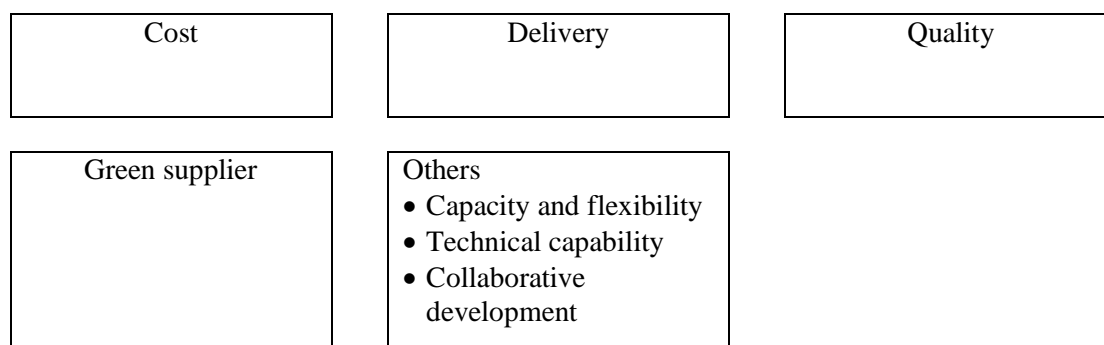 Cost
Delivery
Quality
Green supplier
Others
• Capacity and flexibility
• Technical capability
• Collaborative
development